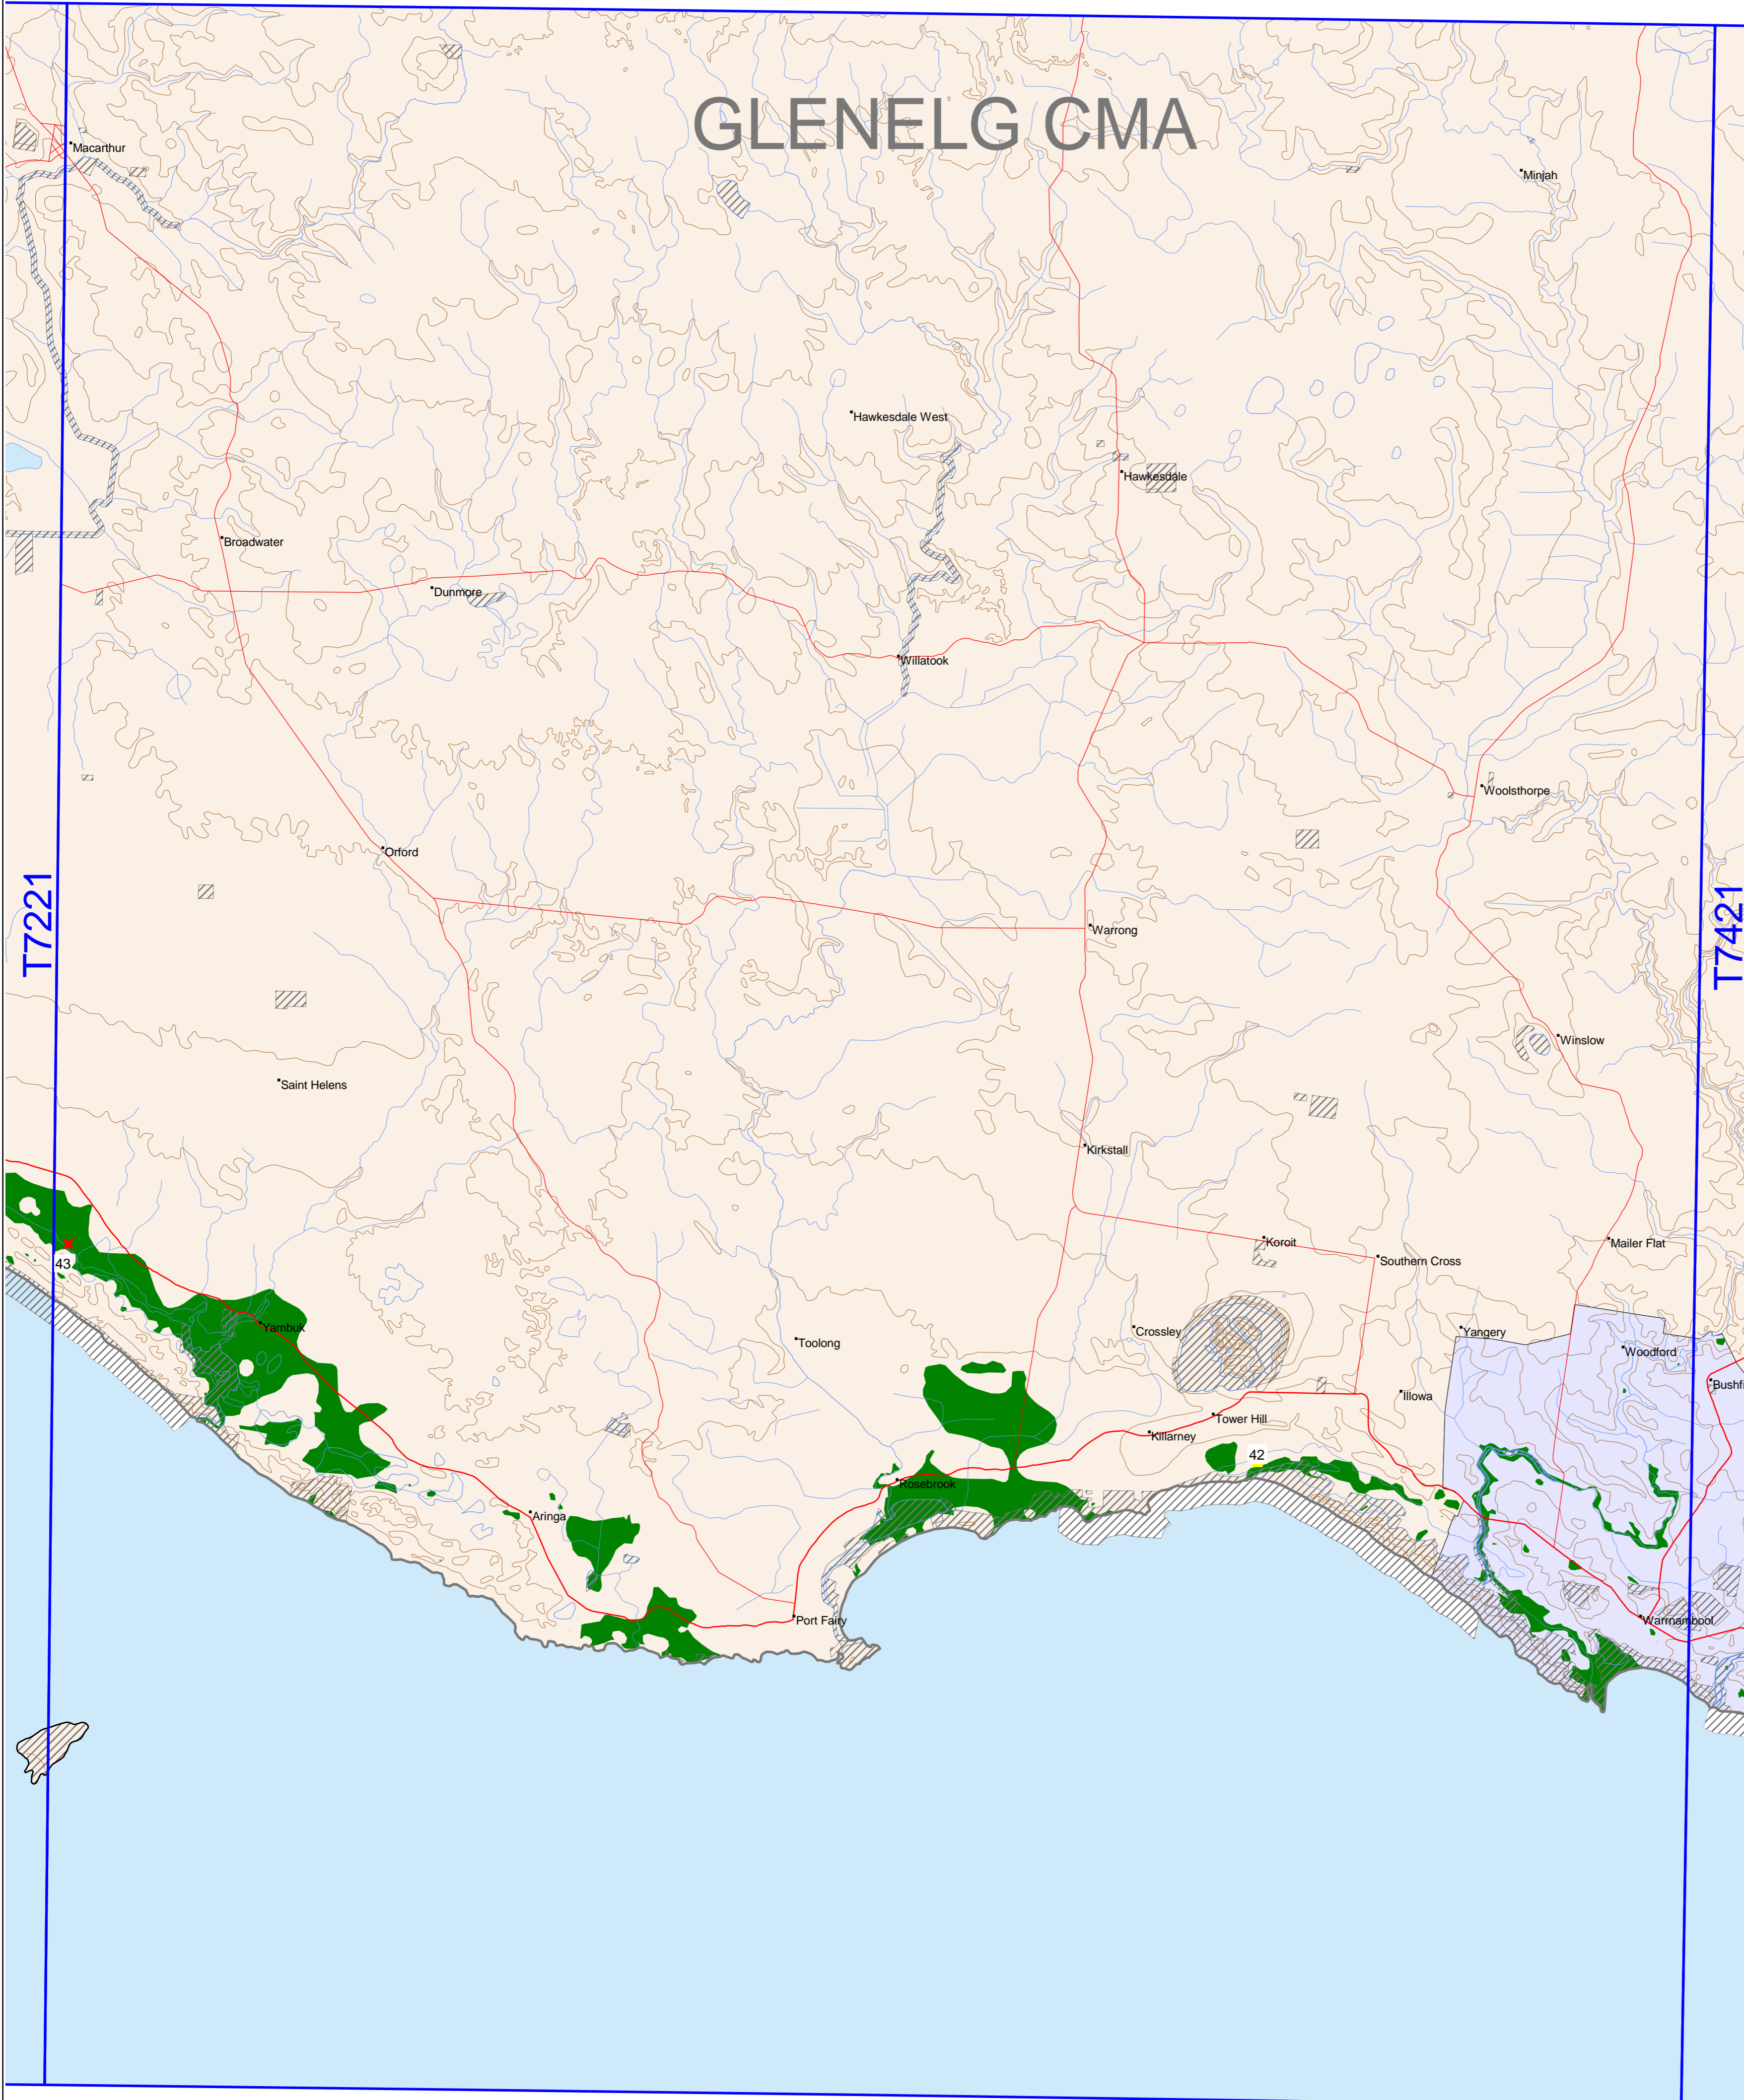 GLENELG CMA
Macarthur
Minjah
Hawkesdale West
Hawkesdale
Broadwater
Dunmore
Willatook
Woolsthorpe
Orford
T7221
T7421
Warrong
Winslow
Saint Helens
Kirkstall
Koroit
Mailer Flat
Southern Cross
43
Yambuk
Toolong
Crossley
Yangery
Woodford
Bushfi
Illowa
Tower Hill
Killarney
42
Rosebrook
Aringa
Port Fairy
Warrnambool